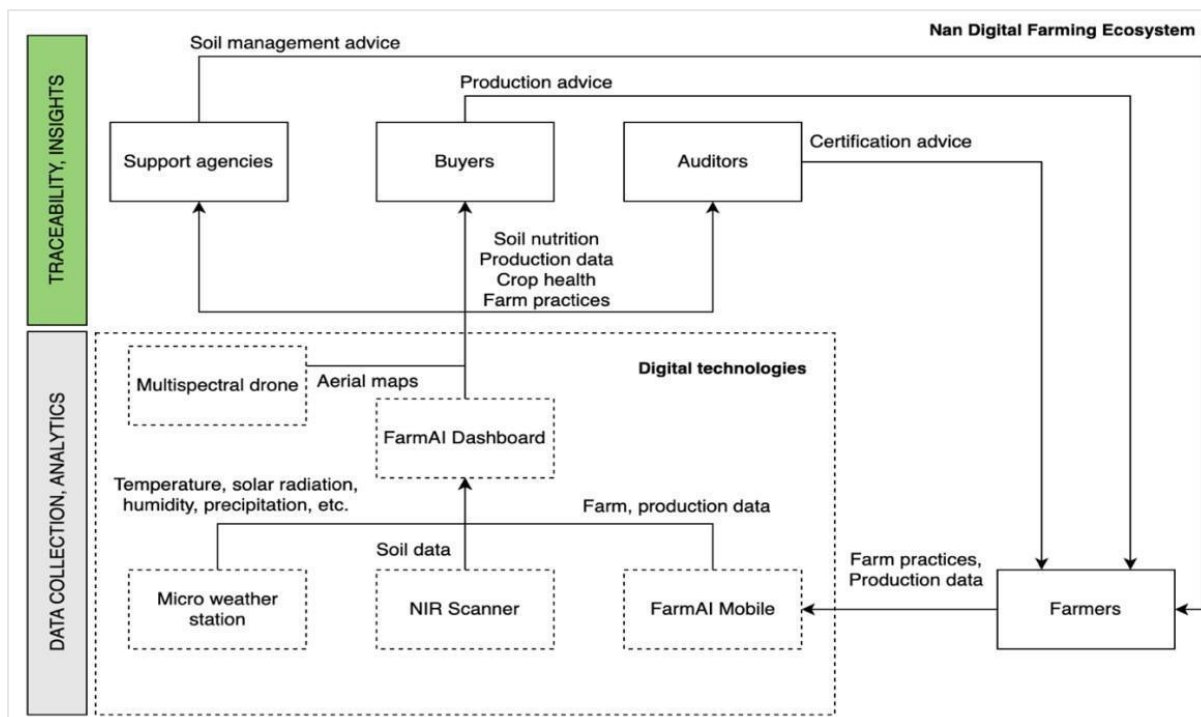 Nan Digital Farming Ecosystem
TRACEABILITY, INSIGHTS
Soil management advice
Production advice
Support agencies
Buyers
Auditors
Certification advice
Soil nutrition
Production data
Crop health
Farm practices
DATA COLLECTION, ANALYTICS
Digital technologies
Multispectral drone
Aerial maps
FarmAI Dashboard
Temperature, solar radiation,
humidity, precipitation, etc.
Farm, production data
Soil data
Micro weather
station
NIR Scanner
FarmAI Mobile
Farm practices,
Production data
Farmers